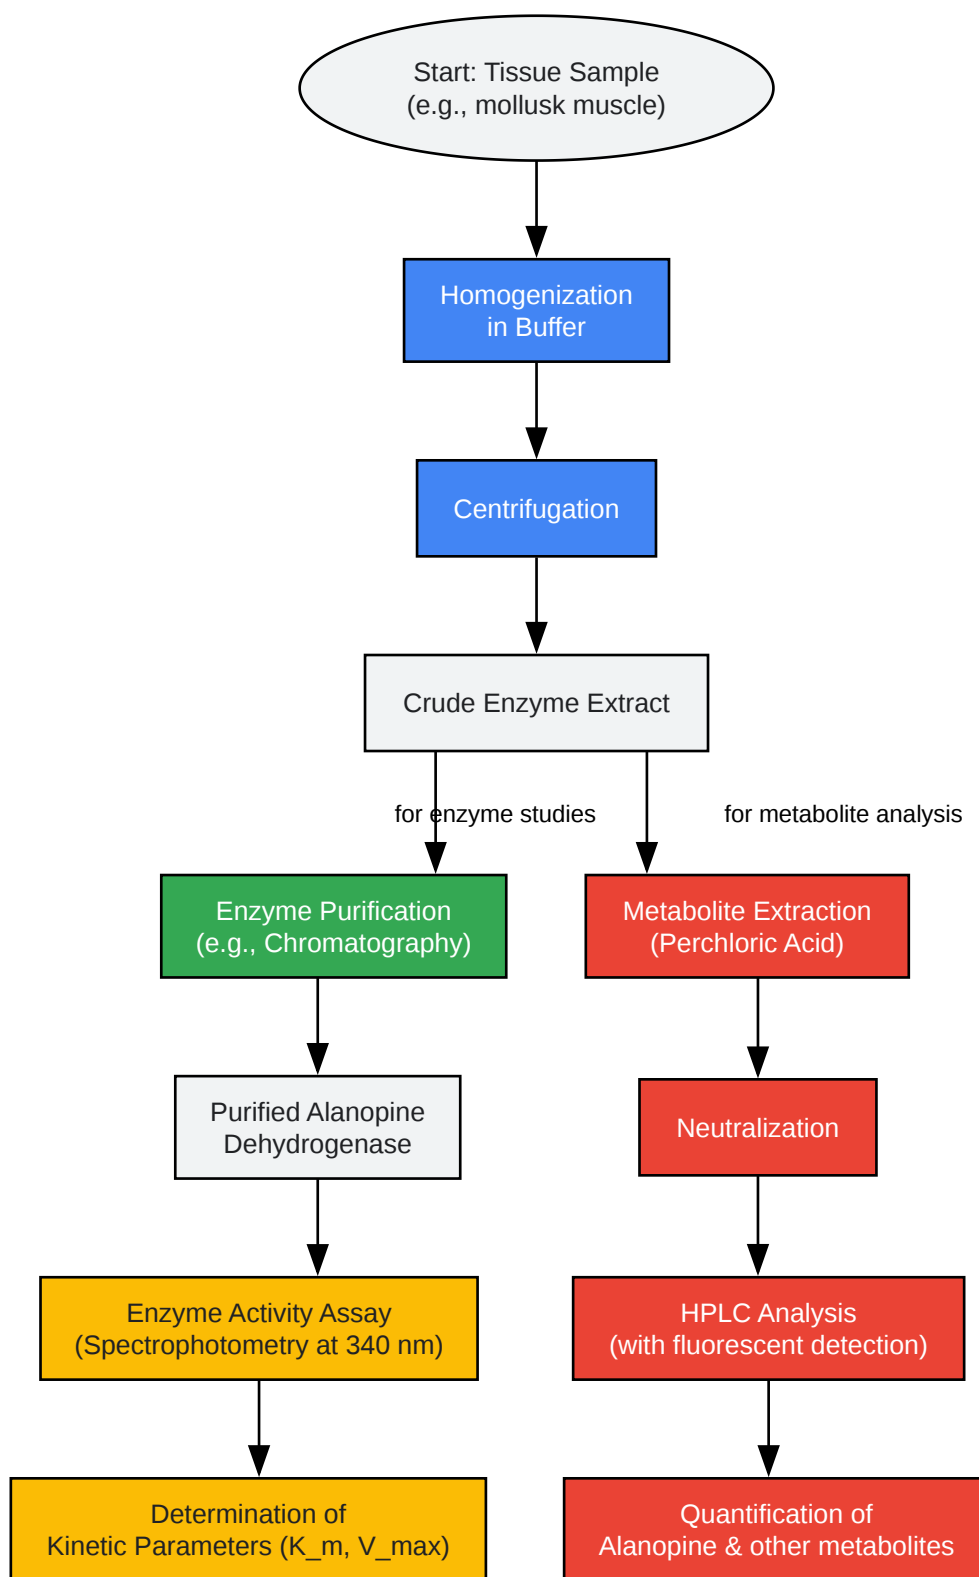 Start: Tissue Sample
(e.g., mollusk muscle)
Homogenization
in Buffer
Centrifugation
Crude Enzyme Extract
for enzyme studies
for metabolite analysis
Enzyme Purification
(e.g., Chromatography)
Metabolite Extraction
(Perchloric Acid)
Purified Alanopine
Dehydrogenase
Neutralization
Enzyme Activity Assay
(Spectrophotometry at 340 nm)
HPLC Analysis
(with fluorescent detection)
Determination of
Kinetic Parameters (K_m, V_max)
Quantification of
Alanopine & other metabolites